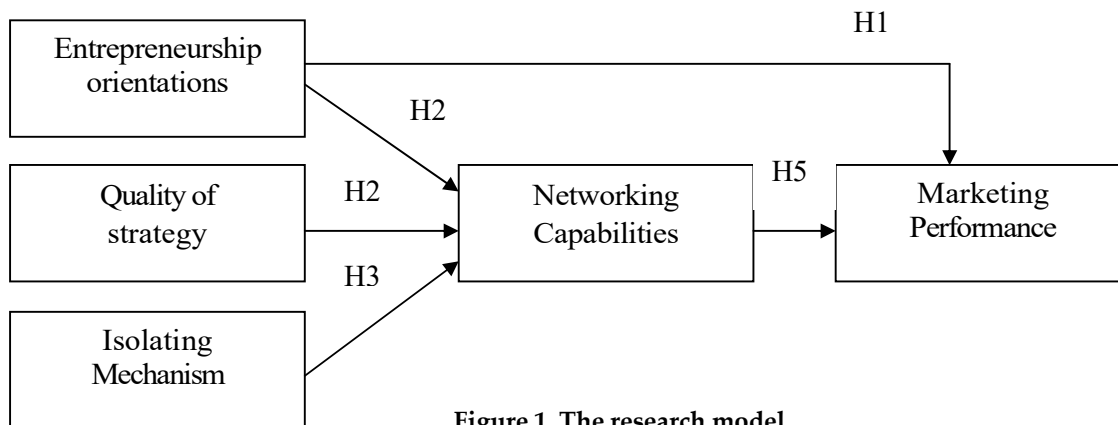 H1
Entrepreneurship
orientations
H2
Quality of
strategy
H2
Networking
Capabilities
H5
Marketing
Performance
H3
Isolating
Mechanism
Figure 1. The research model